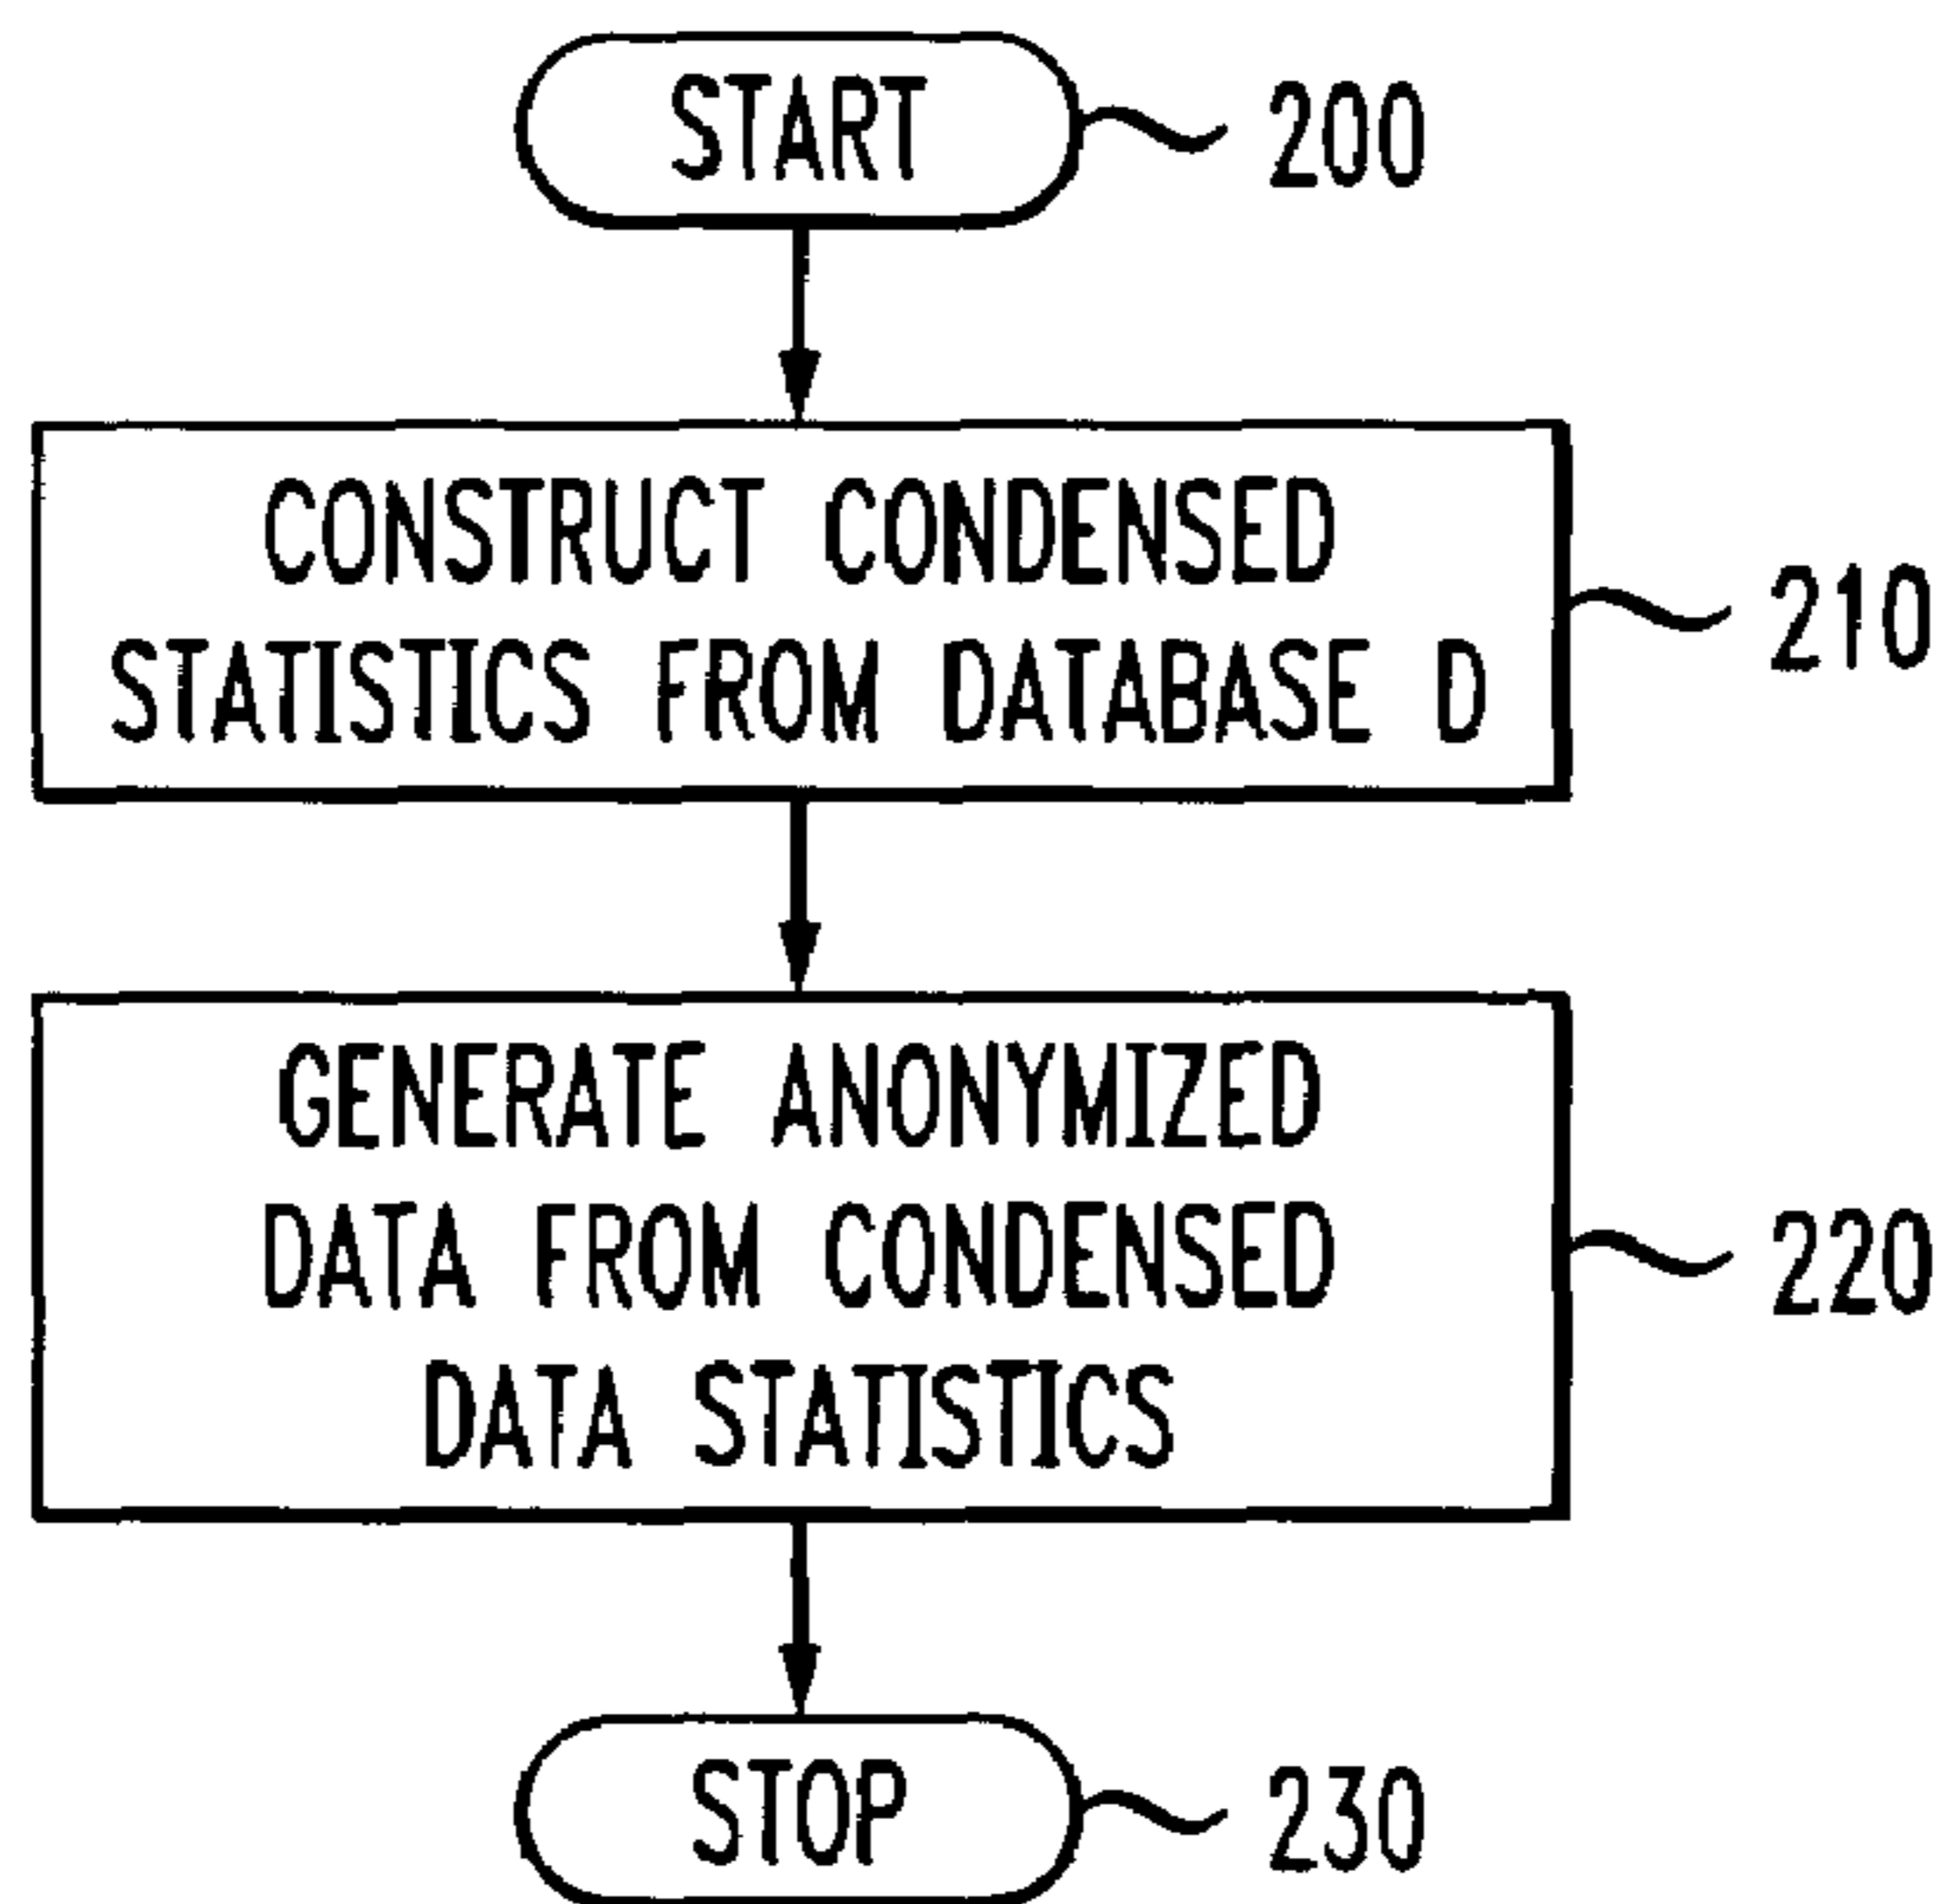 START
200
CONSTRUCT CONDENSED
STATISTICS FROM DATABASE D
210
GENERATE ANONYMIZED
DATA FROM CONDENSED
DATA STATISTICS
220
STOP
230